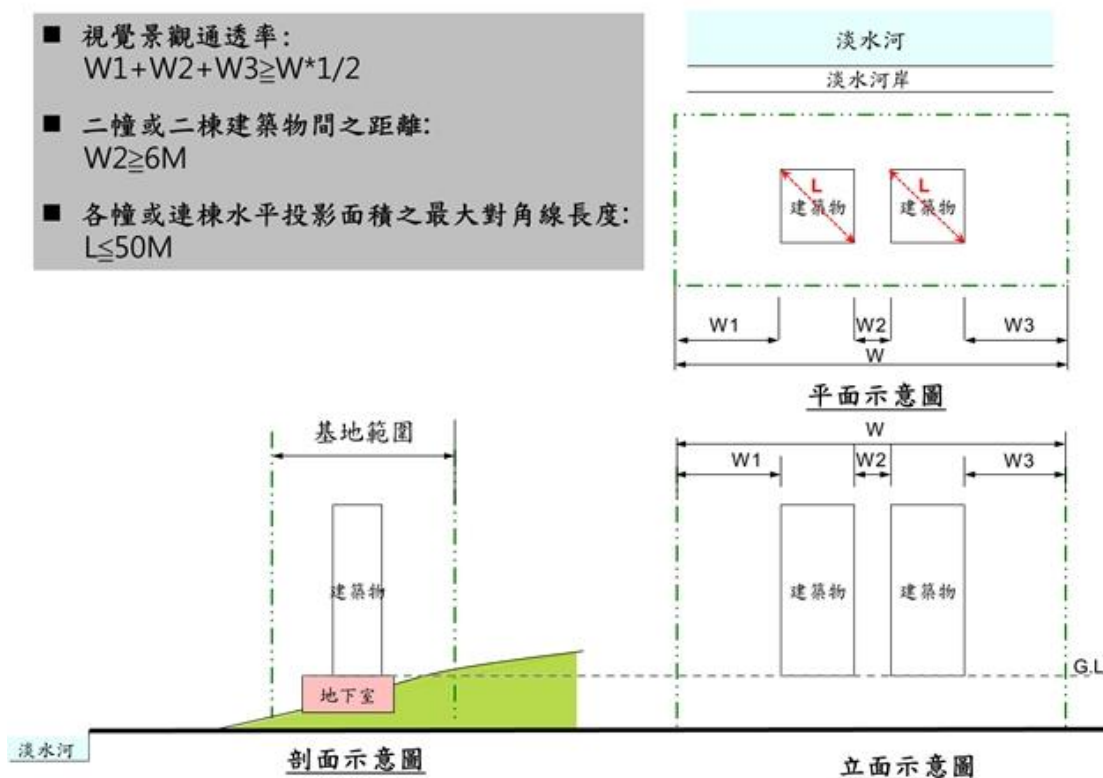 ■ 視覺景觀通透率:
W1+W2+W3≧W*1/2
■ 二幢或二棟建築物間之距離:
W2≧6M
■ 各幢或連棟水平投影面積之最大對角線長度:
L≦50M
淡水河
淡水河岸
L
建築物
L
建築物
W1
W2
W3
W
平面示意圖
基地範圍
建築物
地下室
淡水河
剖面示意圖
W
W1
W2
W3
建築物
建築物
G.L
立面示意圖